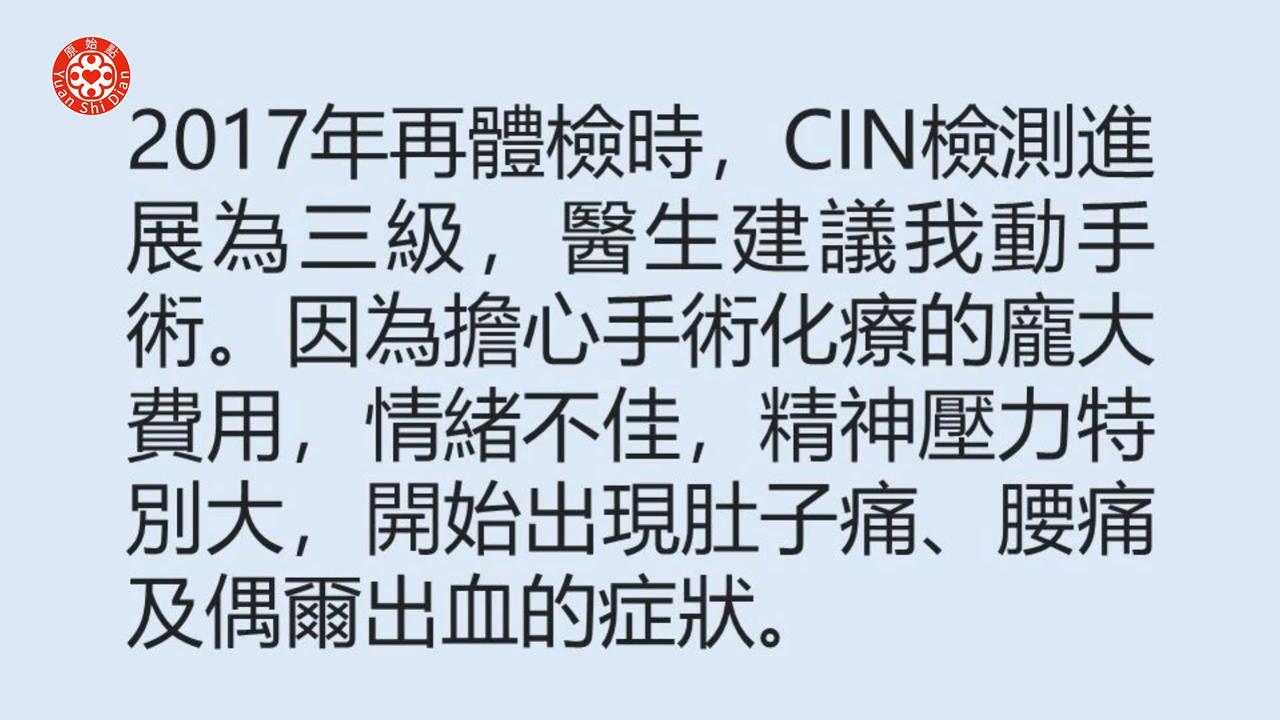 原始點
Yuan Shi Dian
2017年再體檢時，CIN檢測進
展為三級，醫生建議我動手
術。因為擔心手術化療的龐大
費用，情緒不佳，精神壓力特
別大，開始出現肚子痛、腰痛
及偶爾出血的症狀。